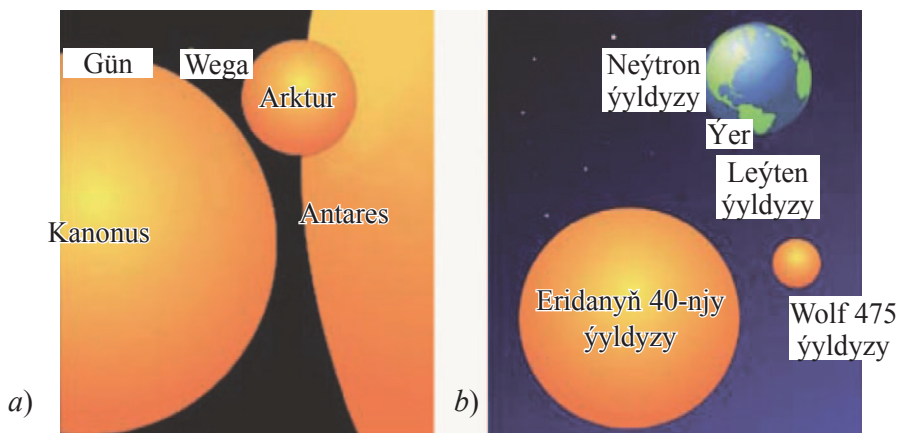 Gün
Wega
Arktur
Kanonus
Antares
a)
Neýtron
ýyldyzy
Ýer
Leýten
ýyldyzy
Eridanyň 40-njy
ýyldyzy
Wolf 475
ýyldyzy
b)